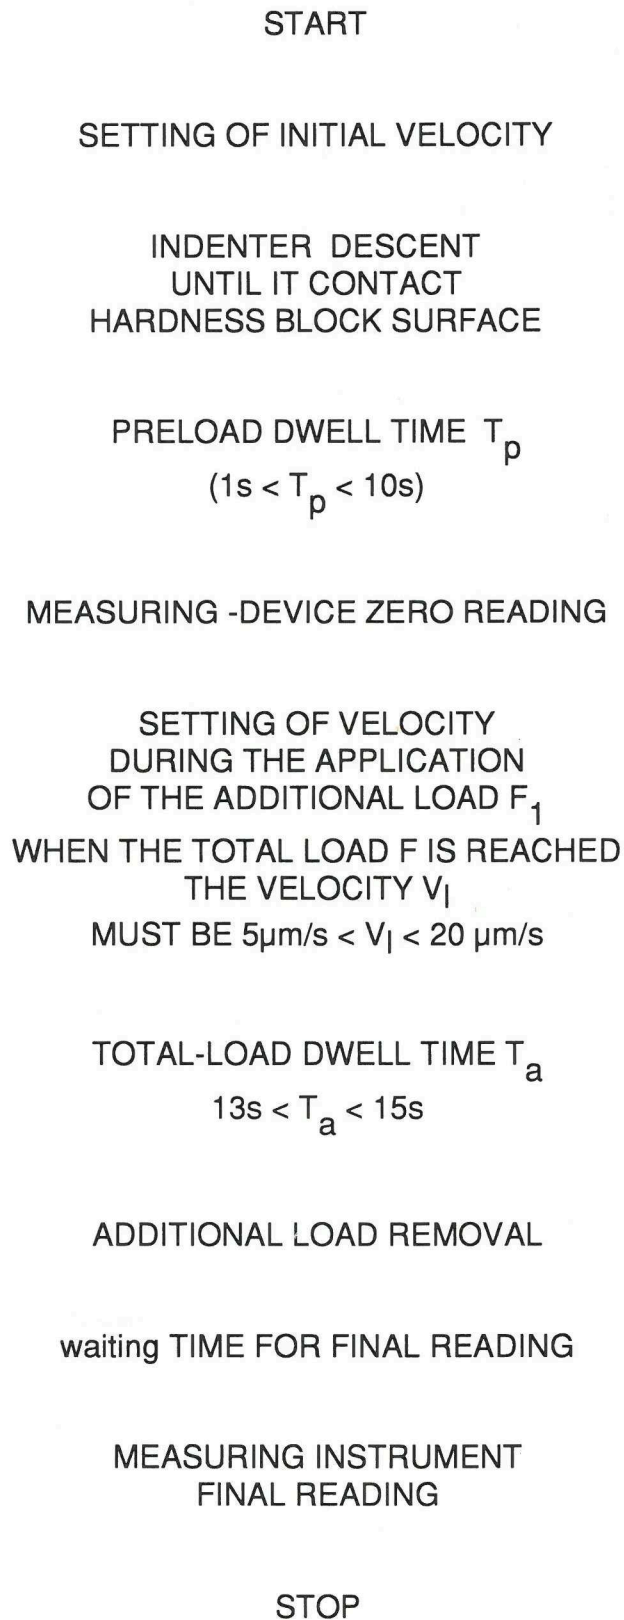 START
SETTING OF INITIAL VELOCITY
INDENTER DESCENT
UNTIL IT CONTACT
HARDNESS BLOCK SURFACE
PRELOAD DWELL TIME Tp
(1s < Tp < 10s)
MEASURING -DEVICE ZERO READING
SETTING OF VELOCITY
DURING THE APPLICATION
OF THE ADDITIONAL LOAD F1
WHEN THE TOTAL LOAD F IS REACHED
THE VELOCITY Vl
MUST BE 5µm/s < Vl < 20 µm/s
TOTAL-LOAD DWELL TIME Ta
13s < Ta < 15s
ADDITIONAL LOAD REMOVAL
waiting TIME FOR FINAL READING
MEASURING INSTRUMENT
FINAL READING
STOP